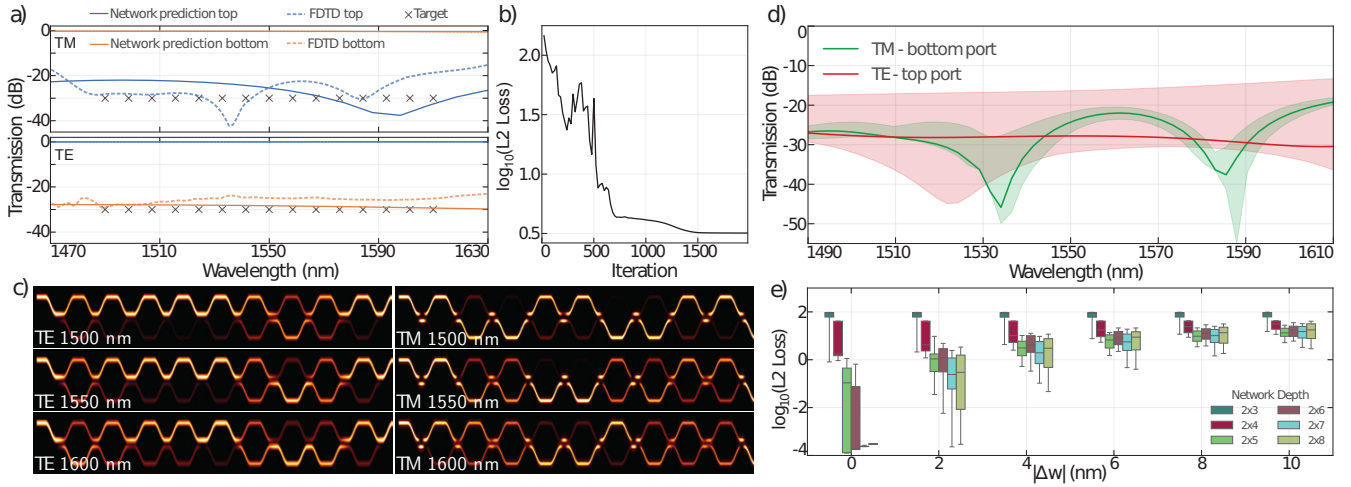 a)
Network prediction top
FDTD top
Target
TM
Network prediction bottom
FDTD bottom
0
-20
-40
TE
0
-20
-40
Transmission (dB)
1470
1510
1550
1590
1630
Wavelength (nm)
b)
2.0
1.5
1.0
0.5
log10(L2 Loss)
0
500
1000
1500
Iteration
c)
TE 1500 nm
TM 1500 nm
TE 1550 nm
TM 1550 nm
TE 1600 nm
TM 1600 nm
d)
TM - bottom port
TE - top port
0
-10
-20
-30
-40
-50
Transmission (dB)
1490
1510
1530
1550
1570
1590
1610
Wavelength (nm)
e)
2
0
-2
-4
log10(L2 Loss)
Network Depth
2x3 2x6
2x4 2x7
2x5 2x8
0
2
4
6
8
10
|Δw| (nm)